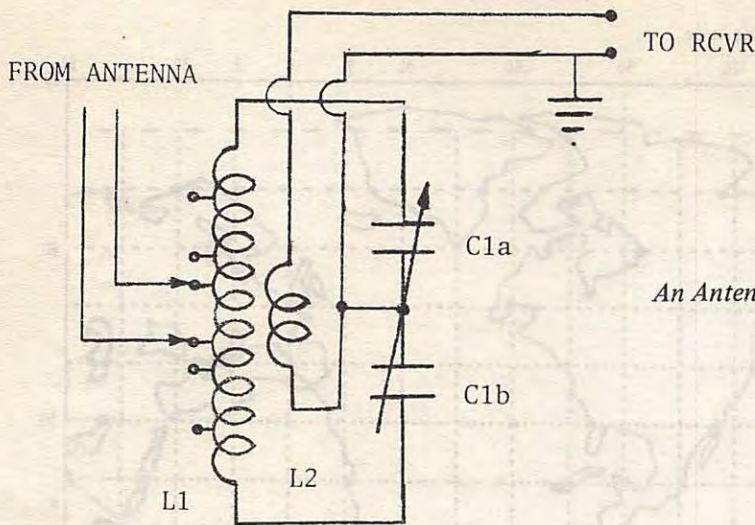 TO RCVR
FROM ANTENNA
C1a
An Anten
C1b
L2
L1